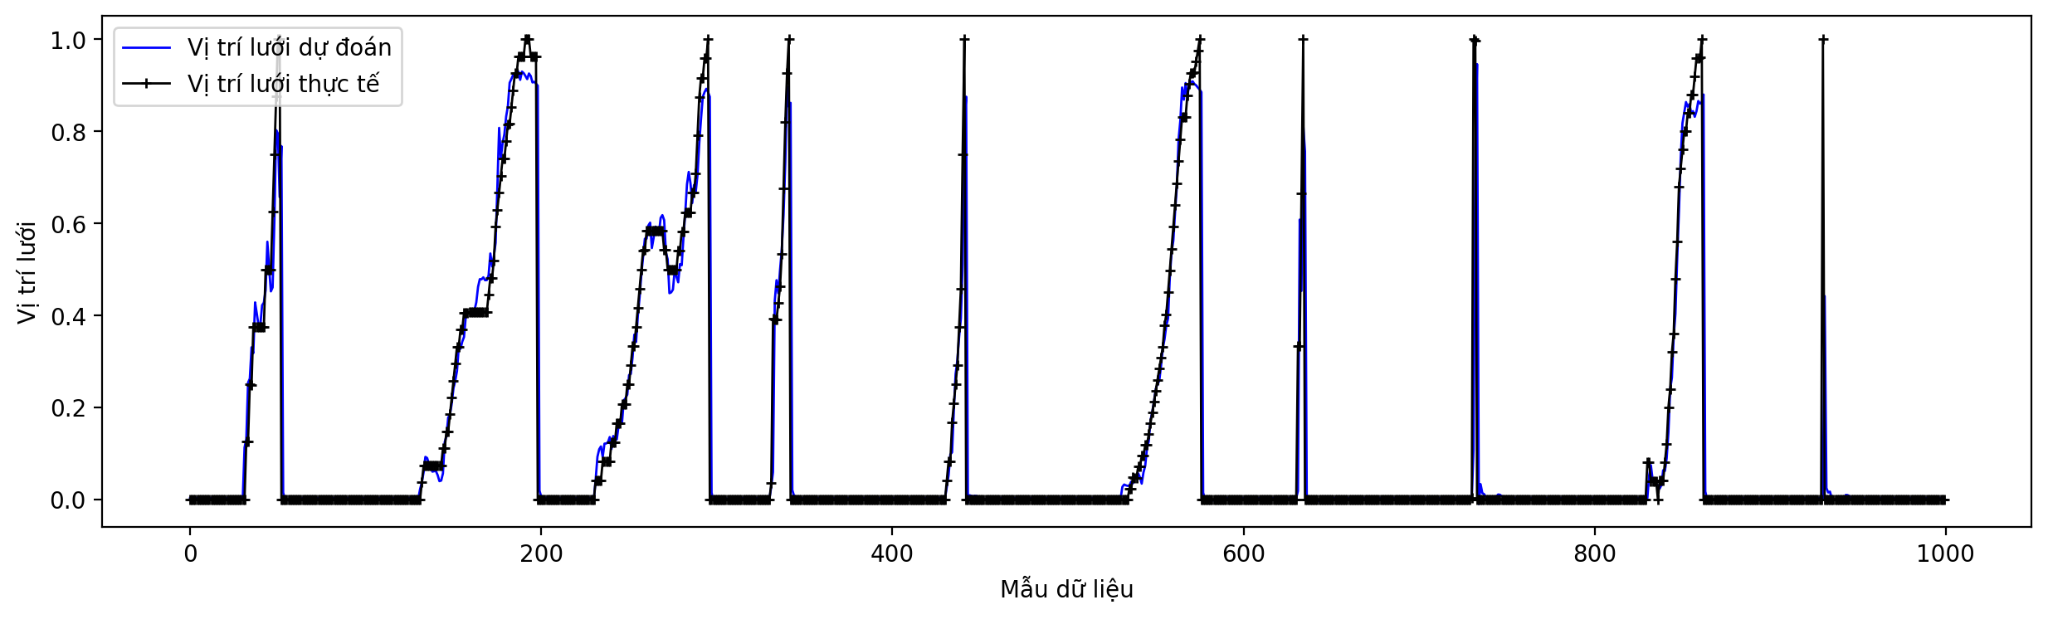 Vị trí lưới dự đoán
Vị trí lưới thực tế
1.0
0.8
0.6
0.4
0.2
0.0
Vị trí lưới
0 200 400 600 800 1000
Mẫu dữ liệu